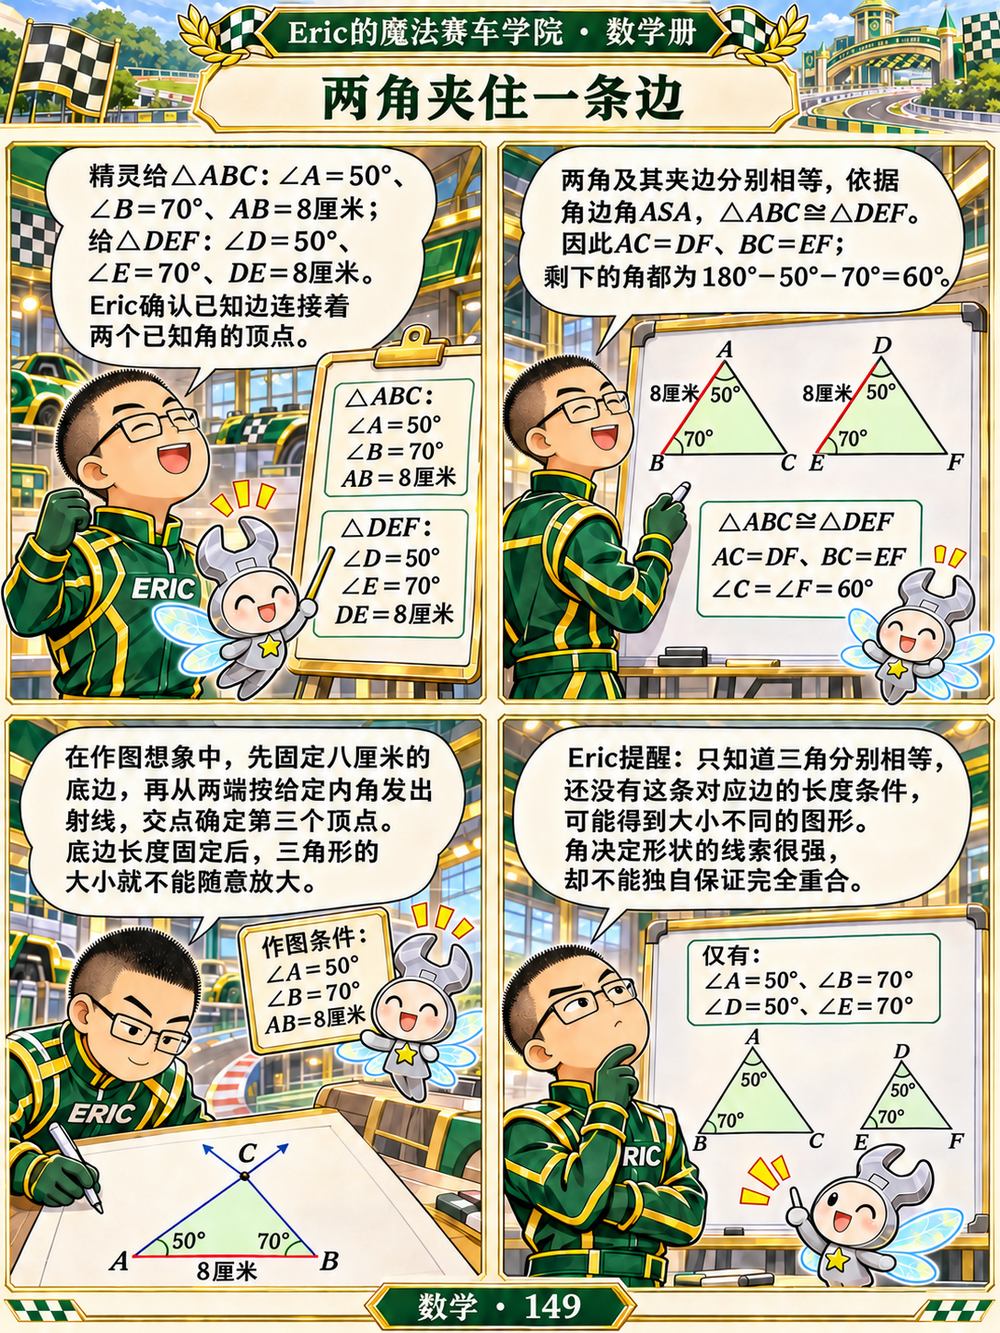 Eric的魔法赛车学院 · 数学册
两角夹住一条边
精灵给△ABC：∠A=50°、
∠B=70°、AB=8厘米；
给△DEF：∠D=50°、
∠E=70°、DE=8厘米。
Eric确认已知边连接着
两个已知角的顶点。
△ABC：
∠A=50°
∠B=70°
AB=8厘米
△DEF：
∠D=50°
∠E=70°
DE=8厘米
ERIC
两角及其夹边分别相等，依据
角边角ASA，△ABC≌△DEF。
因此AC=DF、BC=EF；
剩下的角都为180°−50°−70°=60°。
A
D
8厘米
50°
8厘米
50°
70°
70°
B
C
E
F
△ABC≌△DEF
AC=DF、BC=EF
∠C=∠F=60°
在作图想象中，先固定八厘米的
底边，再从两端按给定内角发出
射线，交点确定第三个顶点。
底边长度固定后，三角形的
大小就不能随意放大。
作图条件：
∠A=50°
∠B=70°
AB=8厘米
ERIC
C
50°
70°
A
B
8厘米
Eric提醒：只知道三角分别相等，
还没有这条对应边的长度条件，
可能得到大小不同的图形。
角决定形状的线索很强，
却不能独自保证完全重合。
仅有：
∠A=50°、∠B=70°
∠D=50°、∠E=70°
A
D
50°
50°
70°
70°
B
C
E
F
RIC
数学 · 149